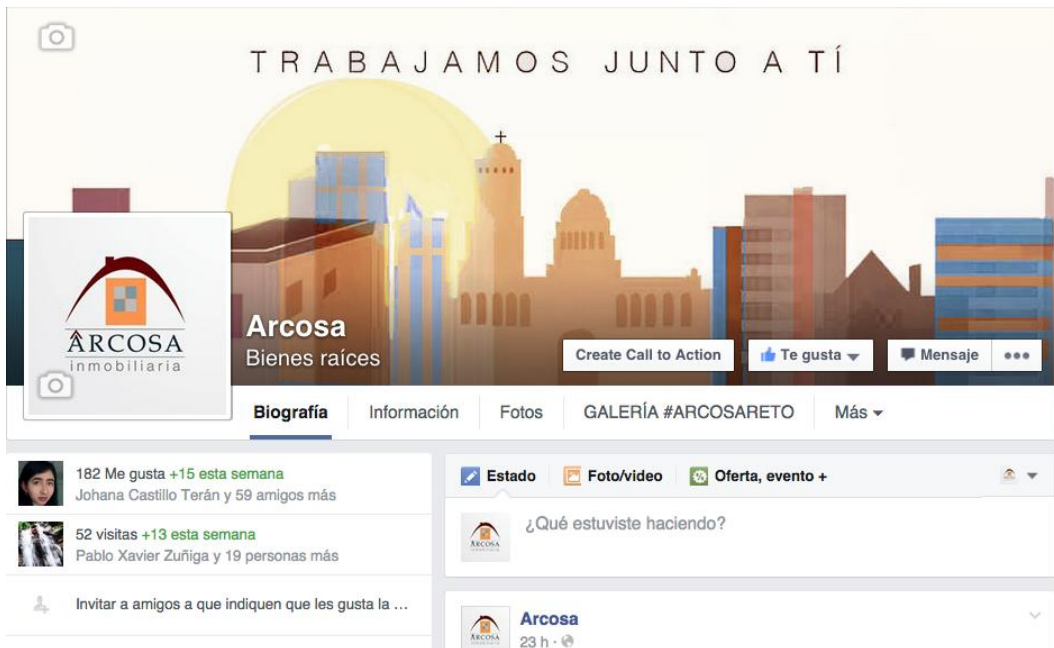 TRABAJAMOS JUNTO A TÍ
ÂRCOSA
inmobiliaria
Arcosa
Bienes raíces
Create Call to Action
Te gusta
Mensaje
Biografía
Información
Fotos
GALERÍA #ARCOSARETO
Más
182 Me gusta +15 esta semana
Johana Castillo Terán y 59 amigos más
52 visitas +13 esta semana
Pablo Xavier Zuñiga y 19 personas más
Invitar a amigos a que indiquen que les gusta la ...
Estado
Foto/video
Oferta, evento +
¿Qué estuviste haciendo?
ÂRCOSA
Arcosa
ÂRCOSA
23 h ·